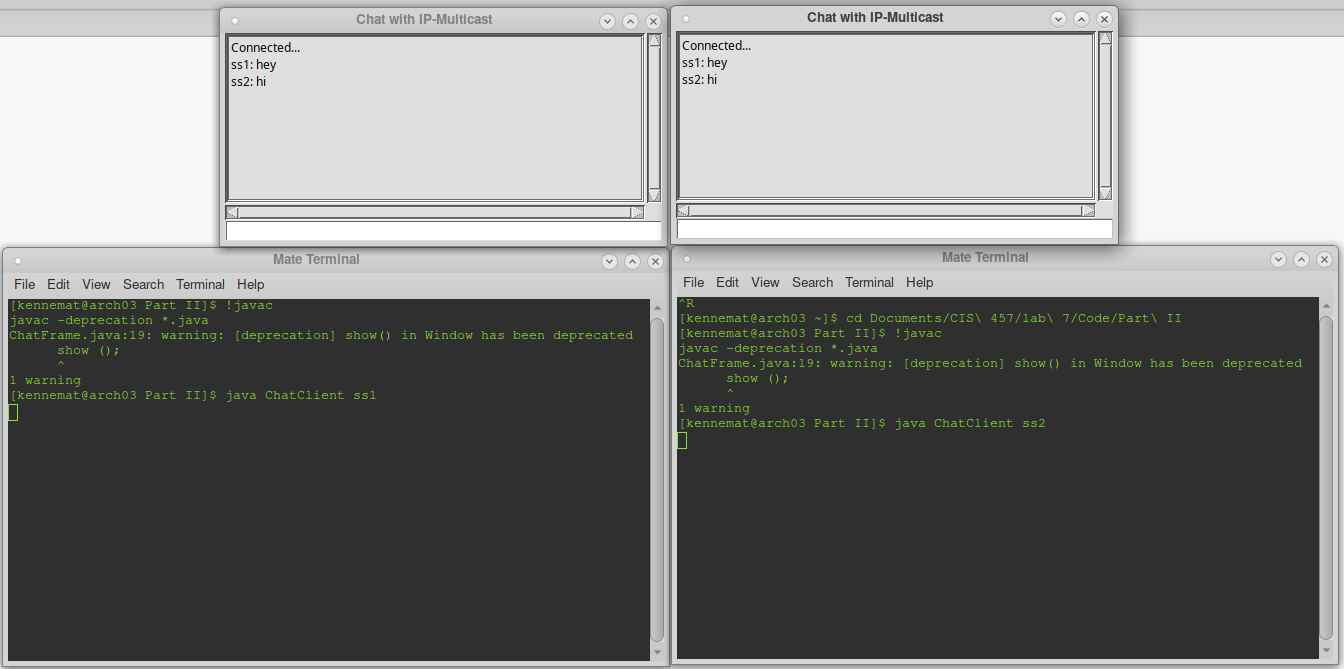 Chat with IP-Multicast
Connected...
ss1: hey
ss2: hi
Chat with IP-Multicast
Connected...
ss1: hey
ss2: hi
Mate Terminal
File Edit View Search Terminal Help
[kennemat@arch03 Part II]$ !javac
javac -deprecation *.java
ChatFrame.java:19: warning: [deprecation] show() in Window has been deprecated
show ();
^
1 warning
[kennemat@arch03 Part II]$ java ChatClient ss1
Mate Terminal
File Edit View Search Terminal Help
^R
[kennemat@arch03 ~]$ cd Documents/CIS\ 457/lab\ 7/Code/Part\ II
[kennemat@arch03 Part II]$ !javac
javac -deprecation *.java
ChatFrame.java:19: warning: [deprecation] show() in Window has been deprecated
show ();
^
1 warning
[kennemat@arch03 Part II]$ java ChatClient ss2